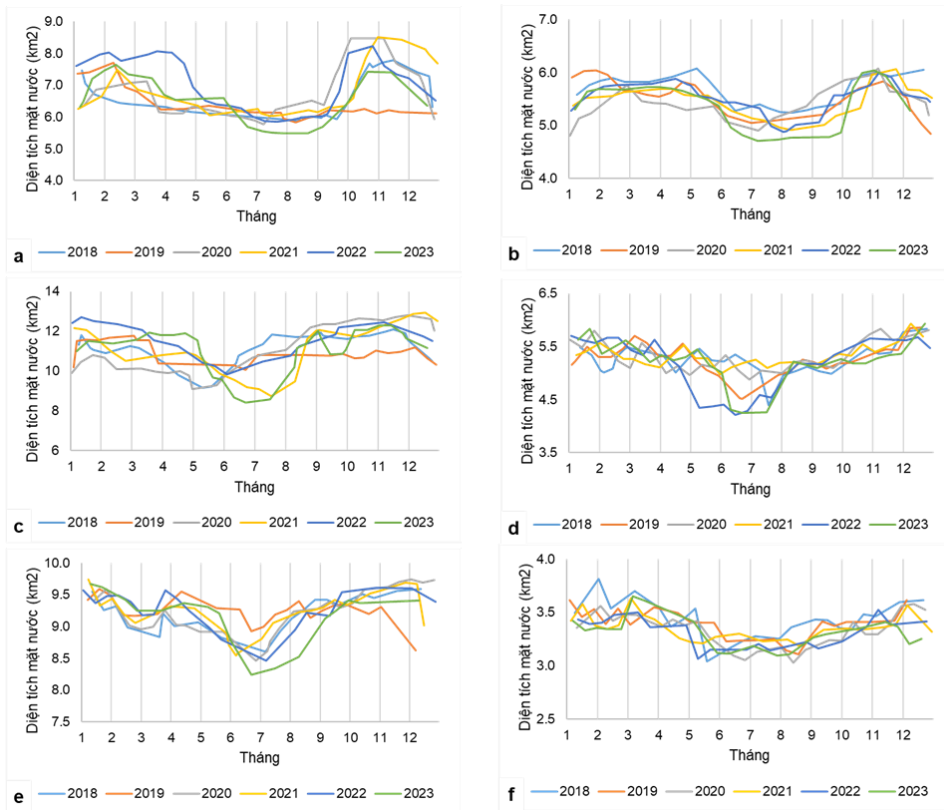 Diện tích mặt nước (km2)
9.0
8.0
7.0
6.0
5.0
4.0
1 2 3 4 5 6 7 8 9 10 11 12
Tháng
a 2018 2019 2020 2021 2022 2023
Diện tích mặt nước (km2)
7.0
6.0
5.0
4.0
1 2 3 4 5 6 7 8 9 10 11 12
Tháng
b 2018 2019 2020 2021 2022 2023
Diện tích mặt nước (km2)
14
12
10
8
6
1 2 3 4 5 6 7 8 9 10 11 12
Tháng
c 2018 2019 2020 2021 2022 2023
Diện tích mặt nước (km2)
6.5
5.5
4.5
3.5
1 2 3 4 5 6 7 8 9 10 11 12
Tháng
d 2018 2019 2020 2021 2022 2023
Diện tích mặt nước (km2)
10.0
9.5
9.0
8.5
8.0
7.5
1 2 3 4 5 6 7 8 9 10 11 12
Tháng
e 2018 2019 2020 2021 2022 2023
Diện tích mặt nước (km2)
4.0
3.5
3.0
2.5
1 2 3 4 5 6 7 8 9 10 11 12
Tháng
f 2018 2019 2020 2021 2022 2023